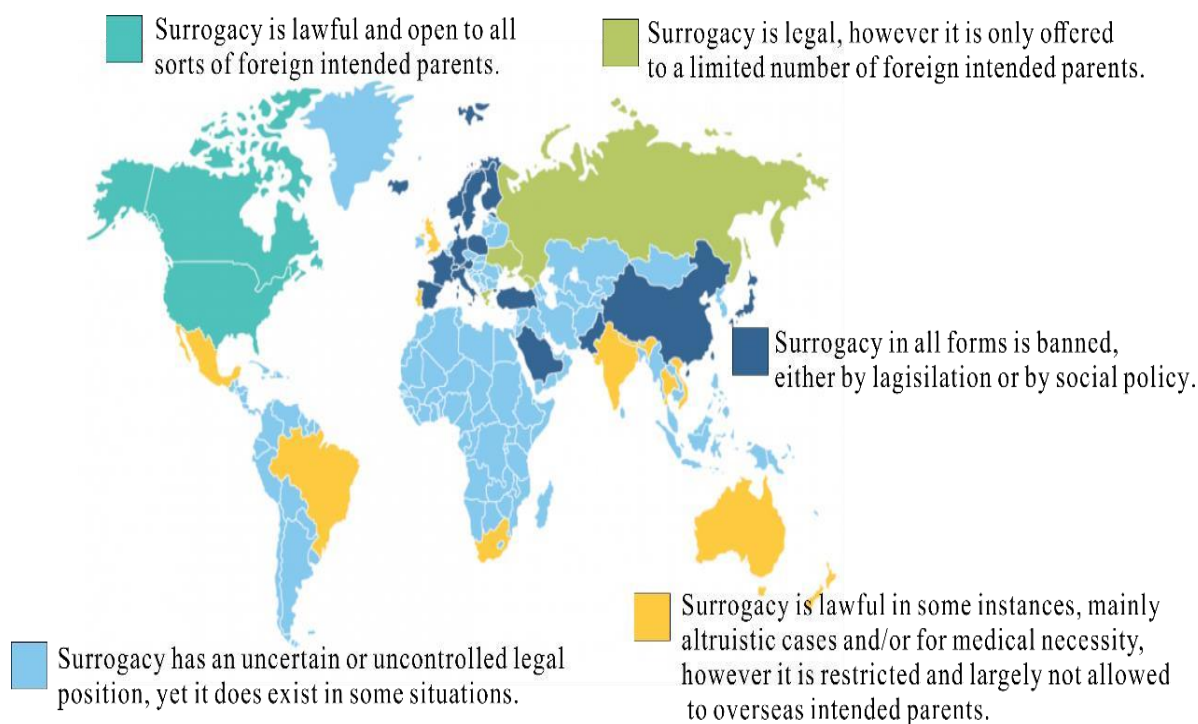 Surrogacy is lawful and open to all
sorts of foreign intended parents.
Surrogacy is legal, however it is only offered
to a limited number of foreign intended parents.
Surrogacy in all forms is banned,
either by lagisilation or by social policy.
Surrogacy is lawful in some instances, mainly
altruistic cases and/or for medical necessity,
however it is restricted and largely not allowed
to overseas intended parents.
Surrogacy has an uncertain or uncontrolled legal
position, yet it does exist in some situations.